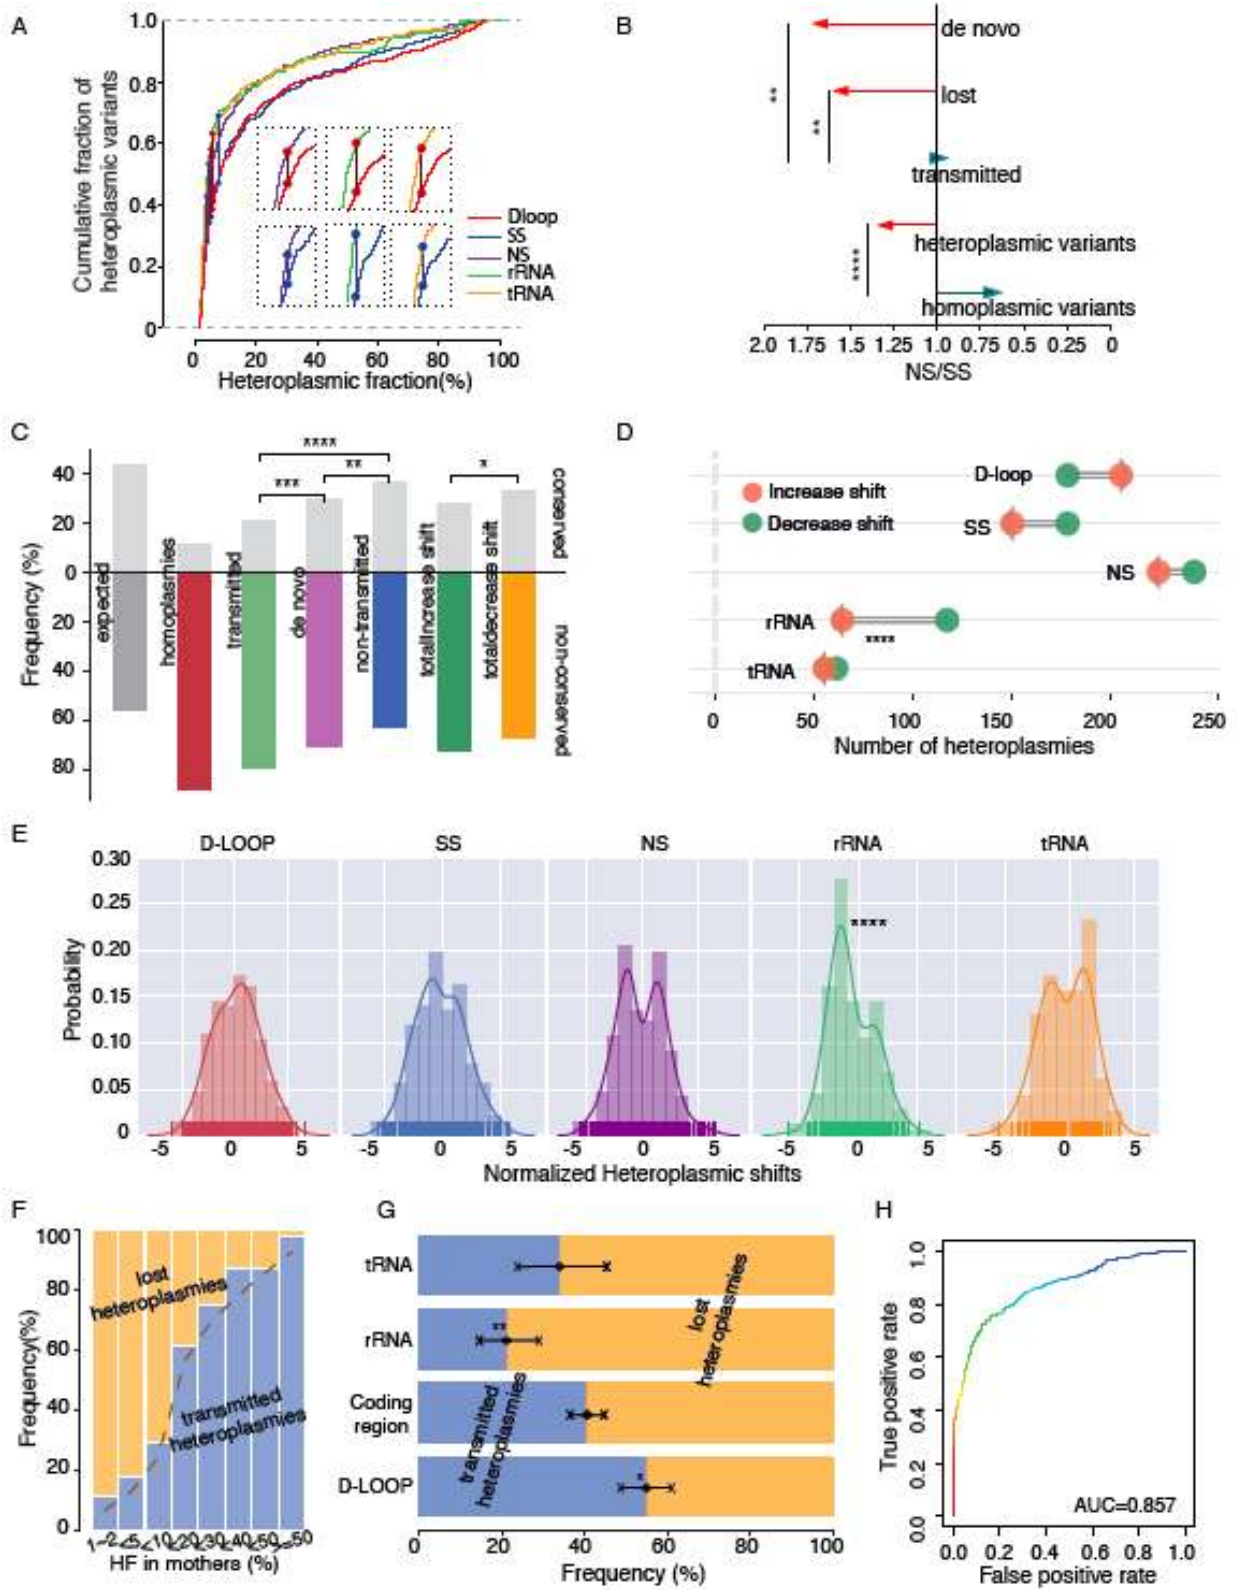 A
1.0
0.8
0.6
0.4
0.2
0
Cumulative fraction of
heteroplasmic variants
Dloop
SS
NS
rRNA
tRNA
0 20 40 60 80 100
Heteroplasmic fraction(%)
B
**
**
****
de novo
lost
transmitted
heteroplasmic variants
homoplasmic variants
2.0 1.75 1.5 1.25 1.0 0.75 0.5 0.25 0
NS/SS
C
Frequency (%)
40
20
0
20
40
60
80
****
**
***
*
expected
homoplasmies
transmitted
de novo
non-transmitted
totalIncrease shift
totaldecrease shift
conserved
non-conserved
D
Increase shift
Decrease shift
D-loop
SS
NS
rRNA
****
tRNA
0 50 100 150 200 250
Number of heteroplasmies
E
D-LOOP SS NS rRNA tRNA
Probability
0.30
0.25
0.20
0.15
0.10
0.05
0
****
-5 0 5 -5 0 5 -5 0 5 -5 0 5 -5 0 5
Normalized Heteroplasmic shifts
F
Frequency(%)
100
80
60
40
20
0
lost
heteroplasmies
transmitted
heteroplasmies
1~2 <5 <10 <20 <30 <40 <50 >=50
HF in mothers (%)
G
tRNA
rRNA
**
Coding
region
D-LOOP
*
lost
heteroplasmies
transmitted
heteroplasmies
0 20 40 60 80 100
Frequency (%)
H
True positive rate
1.0
0.8
0.6
0.4
0.2
0.0
AUC=0.857
0.0 0.2 0.4 0.6 0.8 1.0
False positive rate